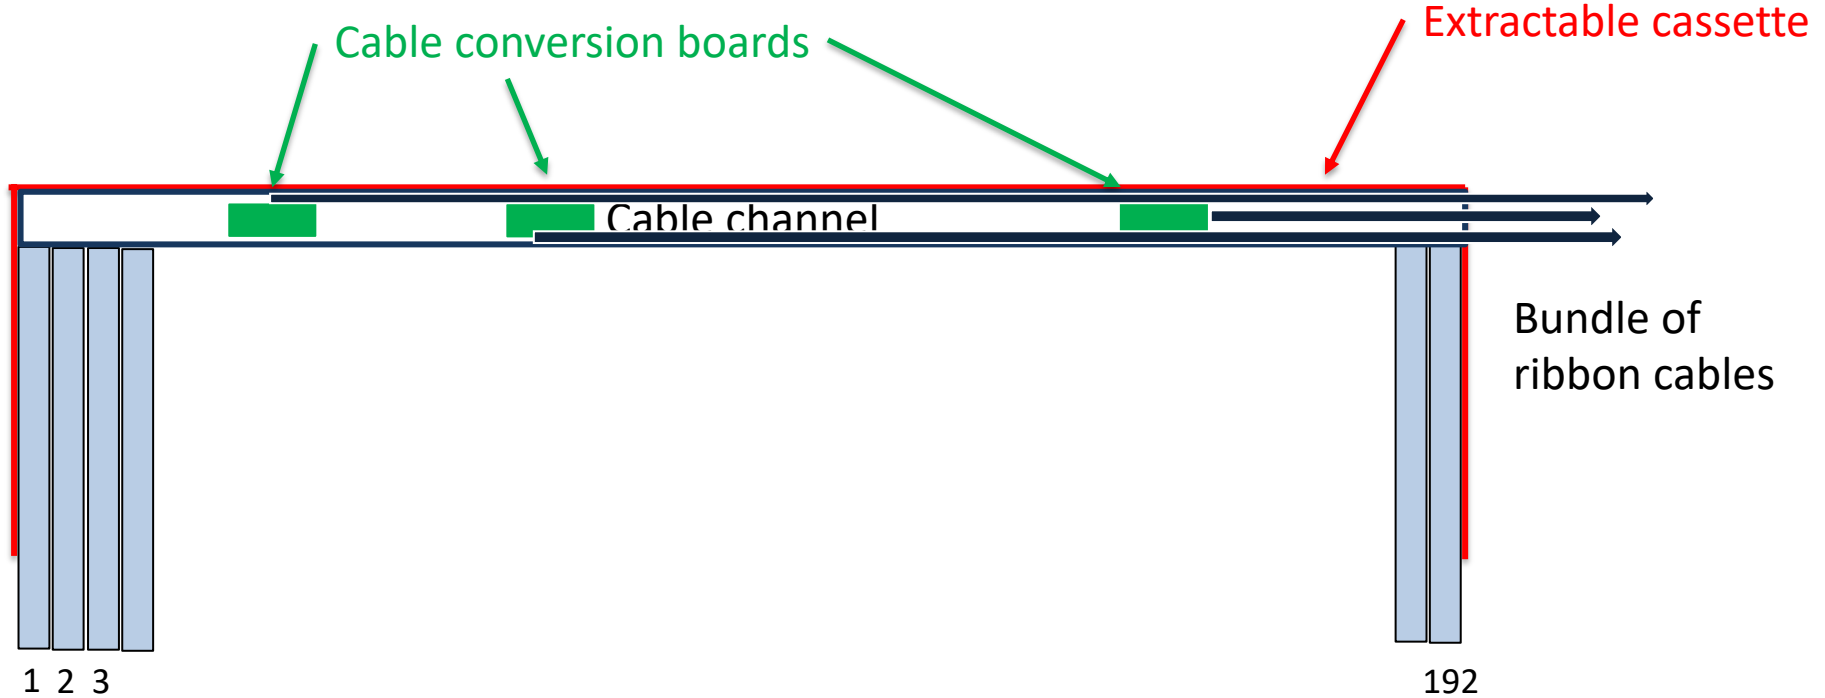 Extractable cassette
Cable conversion boards
Cable channel
Bundle of
ribbon cables
1 2 3
192